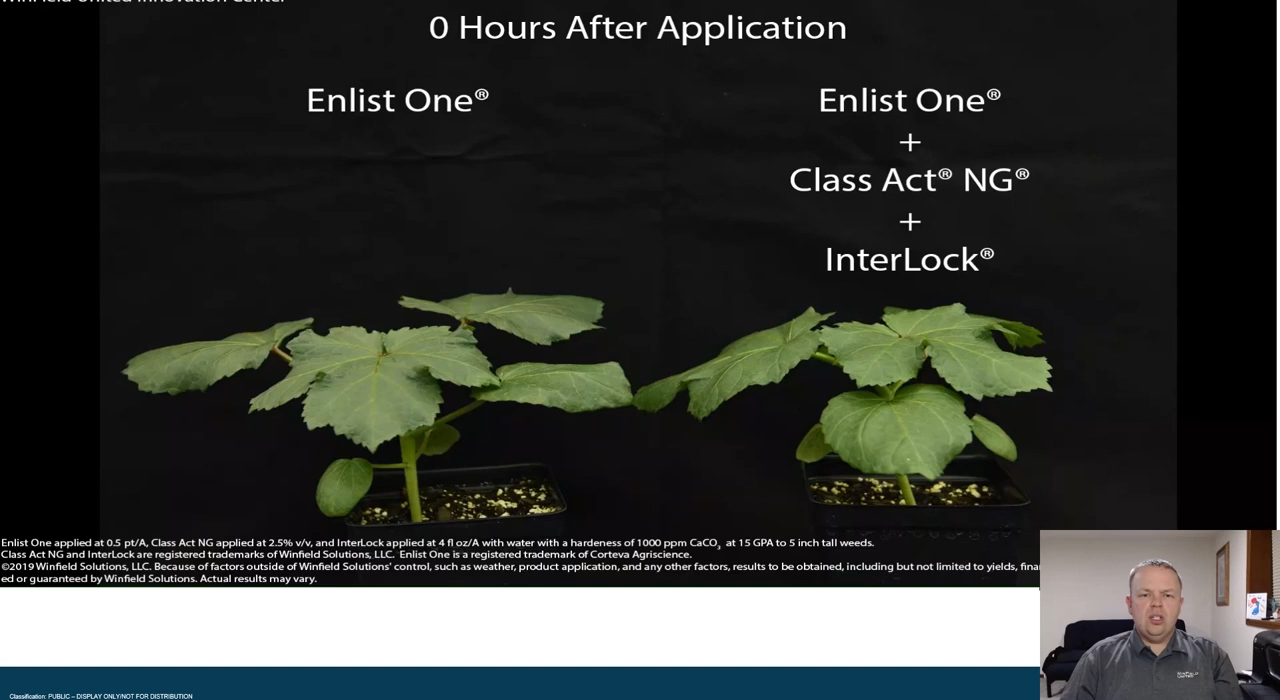 WinField United Innovation Center
0 Hours After Application
Enlist One®
Enlist One®
+
Class Act® NG®
+
InterLock®
Enlist One applied at 0.5 pt/A, Class Act NG applied at 2.5% v/v, and InterLock applied at 4 fl oz/A with water with a hardness of 1000 ppm CaCO₃ at 15 GPA to 5 inch tall weeds.
Class Act NG and InterLock are registered trademarks of Winfield Solutions, LLC. Enlist One is a registered trademark of Corteva Agriscience.
©2019 Winfield Solutions, LLC. Because of factors outside of Winfield Solutions' control, such as weather, product application, and any other factors, results to be obtained, including but not limited to yields,
ed or guaranteed by Winfield Solutions. Actual results may vary.
Classification: PUBLIC – DISPLAY ONLY/NOT FOR DISTRIBUTION